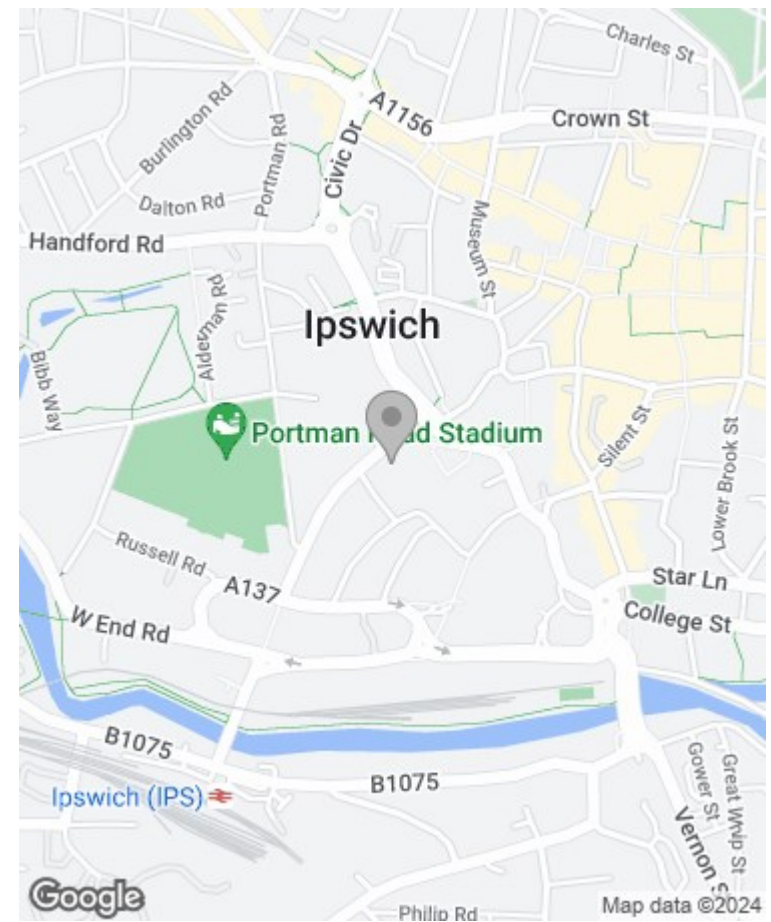 Charles St
A1156
Crown St
Burlington Rd
Portman Rd
Civic Dr
Dalton Rd
Museum St
Handford Rd
Alderman Rd
Ipswich
Bibb Way
Portman Road Stadium
Silent St
Lower Brook St
Russell Rd
A137
Star Ln
College St
W End Rd
B1075
B1075
Gower St
Great Whip St
Ipswich (IPS)
Vernon St
Google
Philip Rd
Map data ©2024